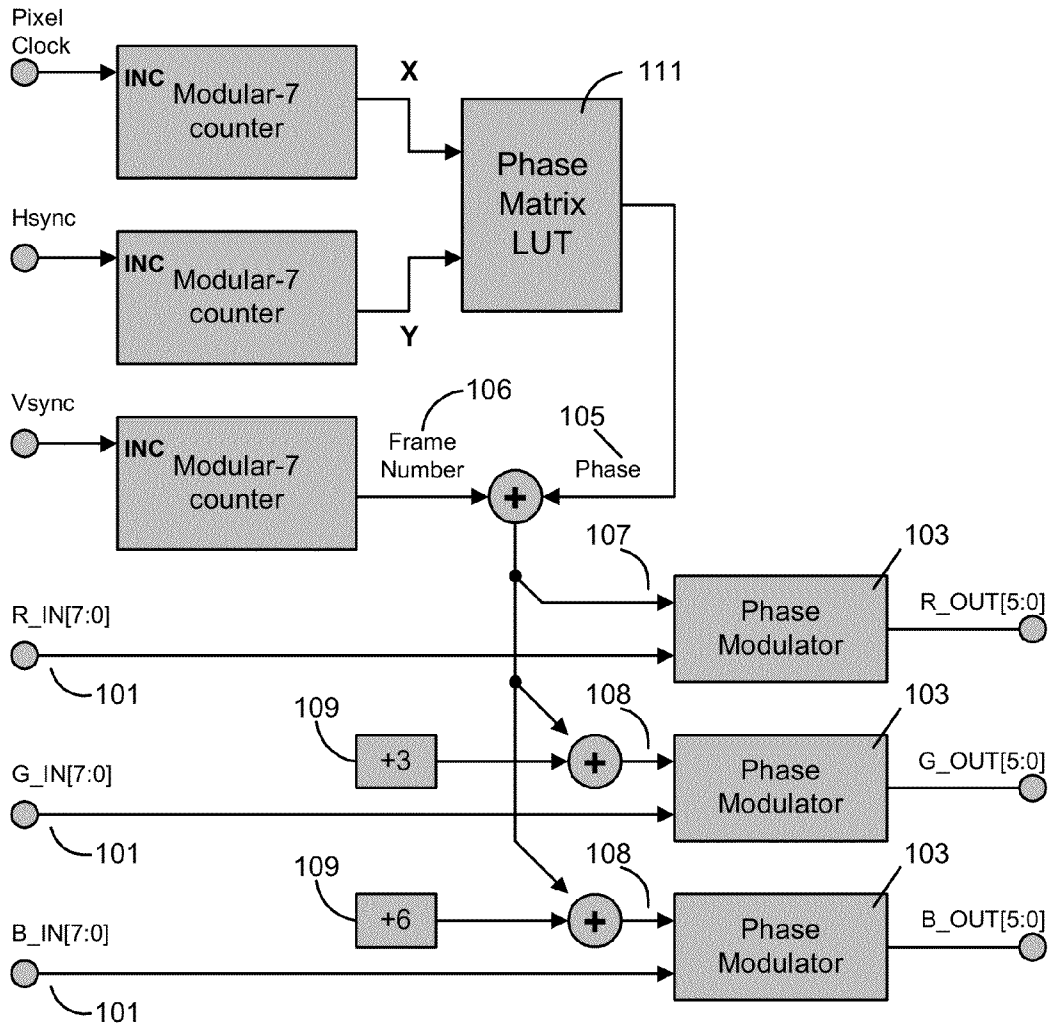 Pixel
Clock
INC
Modular-7
counter
X
111
Phase
Matrix
LUT
Hsync
INC
Modular-7
counter
Y
Vsync
INC
Modular-7
counter
106
Frame
Number
105
Phase
+
107
103
R_IN[7:0]
101
Phase
Modulator
R_OUT[5:0]
109
+3
108
+
103
G_IN[7:0]
101
Phase
Modulator
G_OUT[5:0]
109
+6
108
+
103
B_IN[7:0]
101
Phase
Modulator
B_OUT[5:0]